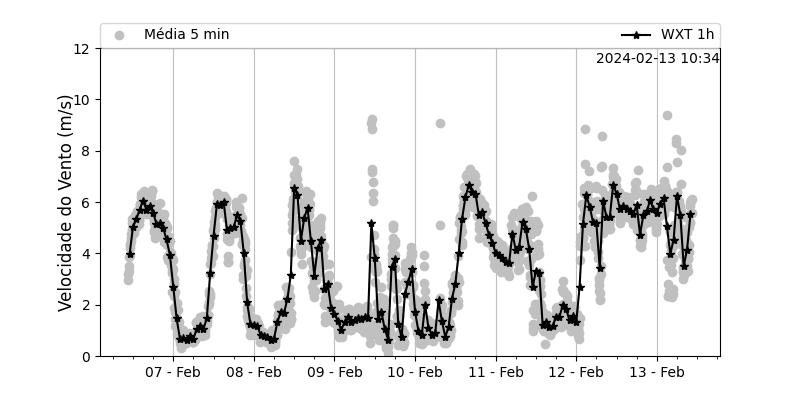 Média 5 min
WXT 1h
2024-02-13 10:34
Velocidade do Vento (m/s)
12
10
8
6
4
2
0
07 - Feb
08 - Feb
09 - Feb
10 - Feb
11 - Feb
12 - Feb
13 - Feb